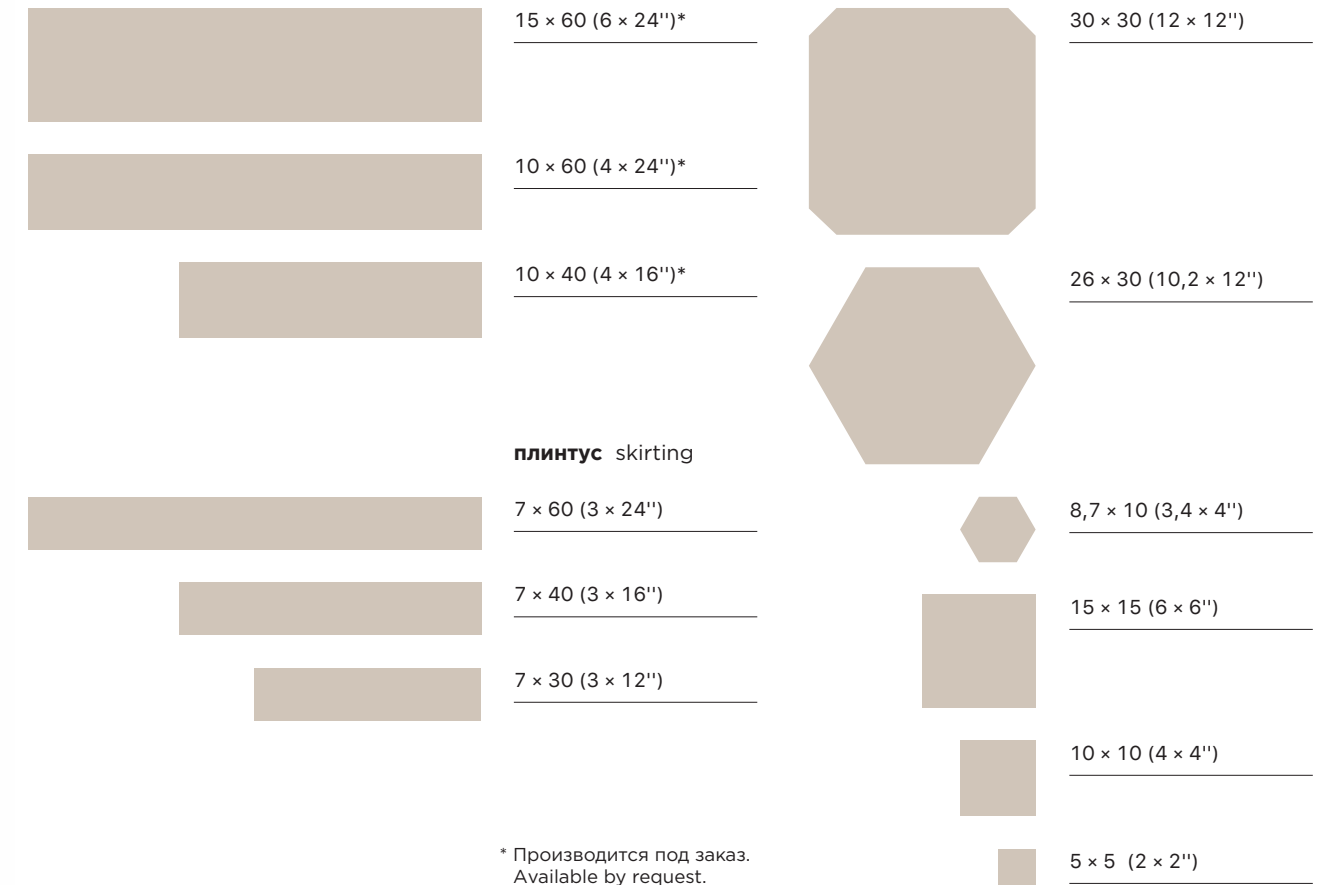 15 × 60 (6 × 24'')*
10 × 60 (4 × 24'')*
10 × 40 (4 × 16'')*
плинтус skirting
7 × 60 (3 × 24'')
7 × 40 (3 × 16'')
7 × 30 (3 × 12'')
* Производится под заказ.
Available by request.
30 × 30 (12 × 12'')
26 × 30 (10,2 × 12'')
8,7 × 10 (3,4 × 4'')
15 × 15 (6 × 6'')
10 × 10 (4 × 4'')
5 × 5 (2 × 2'')